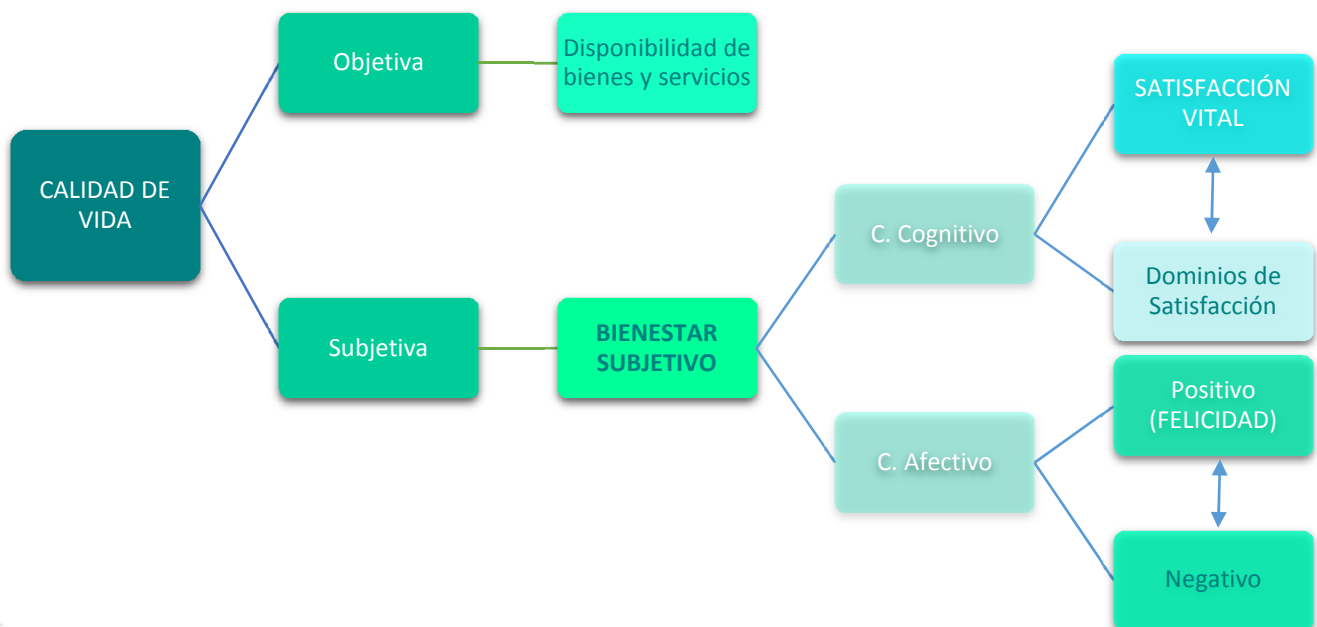 CALIDAD DE
VIDA
Objetiva
Disponibilidad de
bienes y servicios
Subjetiva
BIENESTAR
SUBJETIVO
C. Cognitivo
SATISFACCIÓN
VITAL
Dominios de
Satisfacción
C. Afectivo
Positivo
(FELICIDAD)
Negativo